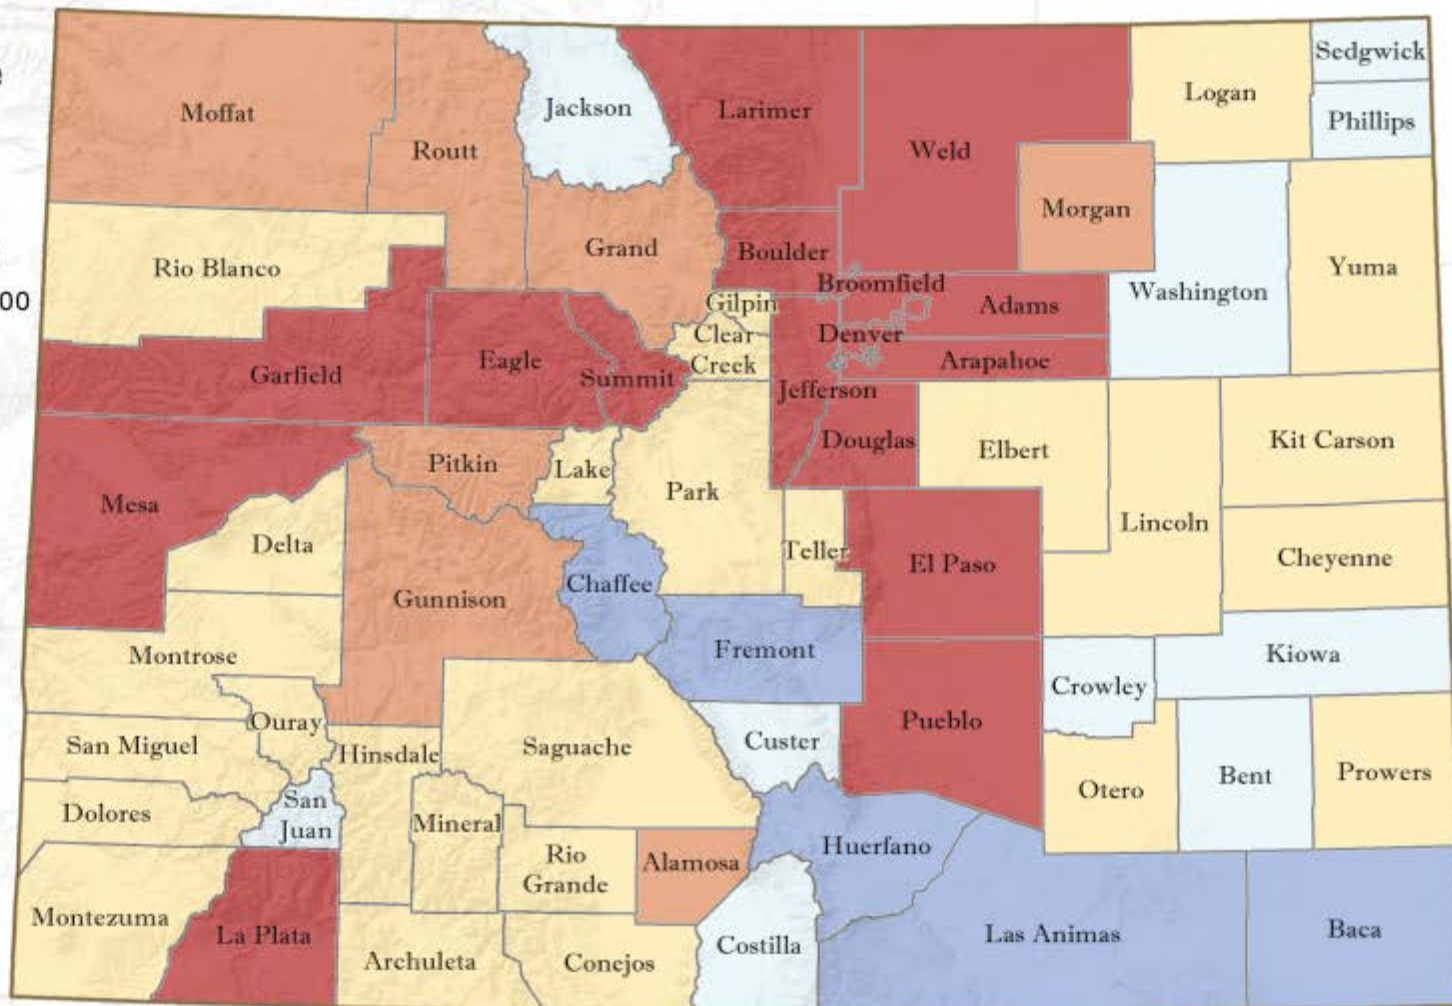 Sedgwick
Logan
Moffat
Jackson
Larimer
Phillips
Routt
Weld
Morgan
Grand
Boulder
Rio Blanco
Yuma
Broomfield
Washington
Gilpin
Adams
Clear
Creek
Denver
Eagle
Arapahoe
Garfield
Summit
Jefferson
Douglas
Kit Carson
Elbert
Pitkin
Lake
Park
Mesa
Lincoln
Delta
Teller
Cheyenne
El Paso
Chaffee
Gunnison
Fremont
Montrose
Kiowa
Crowley
Ouray
Pueblo
San Miguel
Hinsdale
Saguache
Custer
Prowers
Bent
Otero
San
Juan
Dolores
Mineral
Huerfano
Rio
Grande
Alamosa
Montezuma
La Plata
Archuleta
Conejos
Costilla
Las Animas
Baca